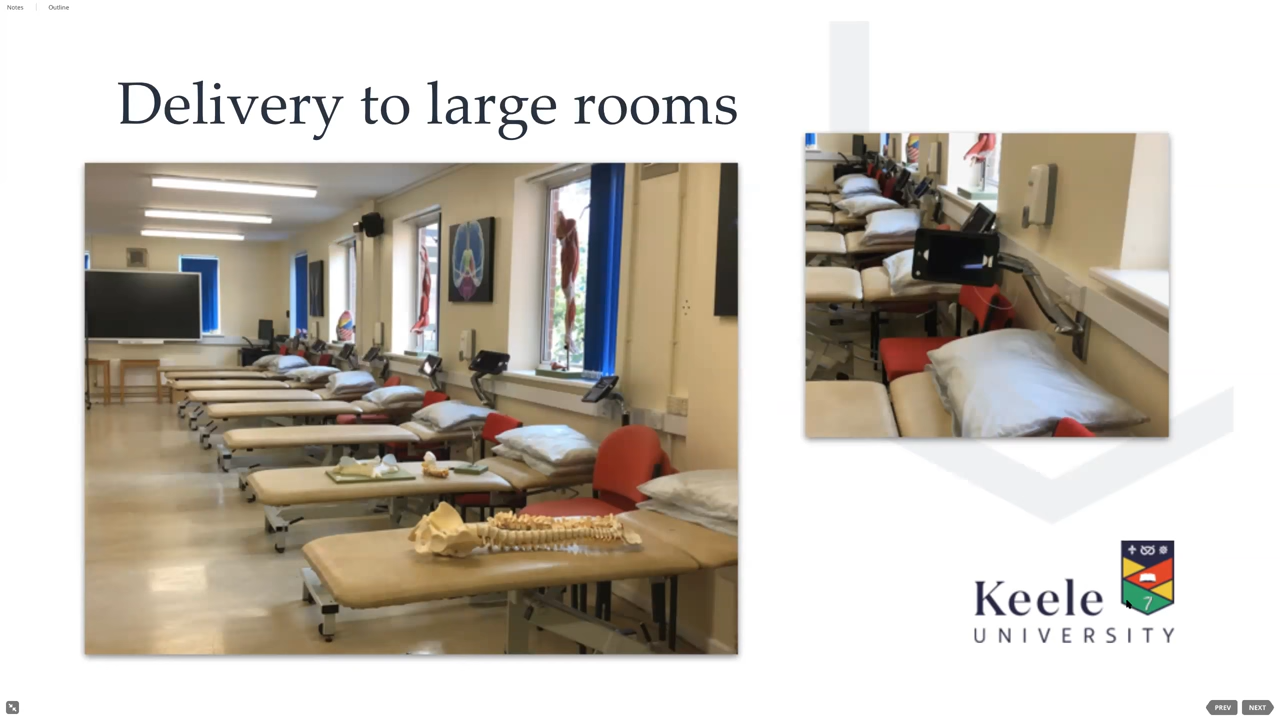 Notes
Outline
Delivery to large rooms
Keele
UNIVERSITY
PREV
NEXT